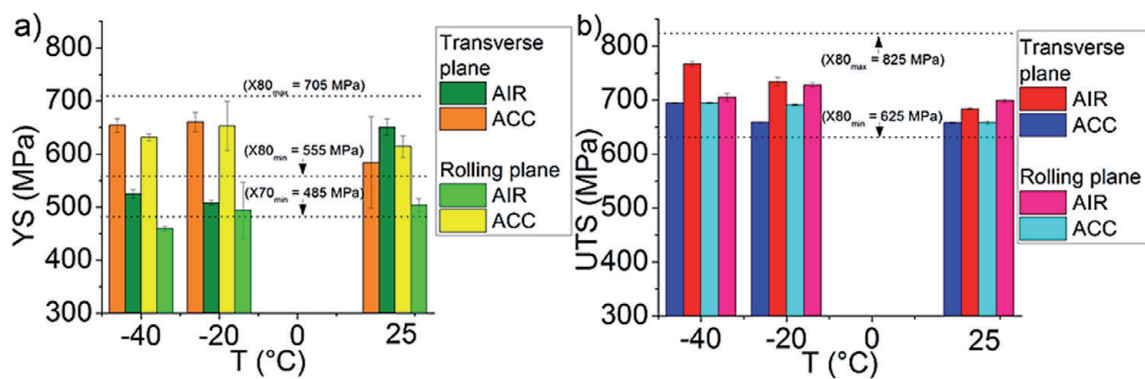 a)
800
700
600
500
400
300
YS (MPa)
(X80max = 705 MPa)
(X80min = 555 MPa)
(X70min = 485 MPa)
-40
-20
0
25
T (°C)
Transverse
plane
AIR
ACC
Rolling plane
AIR
ACC
b)
800
700
600
500
400
300
UTS (MPa)
(X80max = 825 MPa)
(X80min = 625 MPa)
-40
-20
0
25
T (°C)
Transverse
plane
AIR
ACC
Rolling plane
AIR
ACC